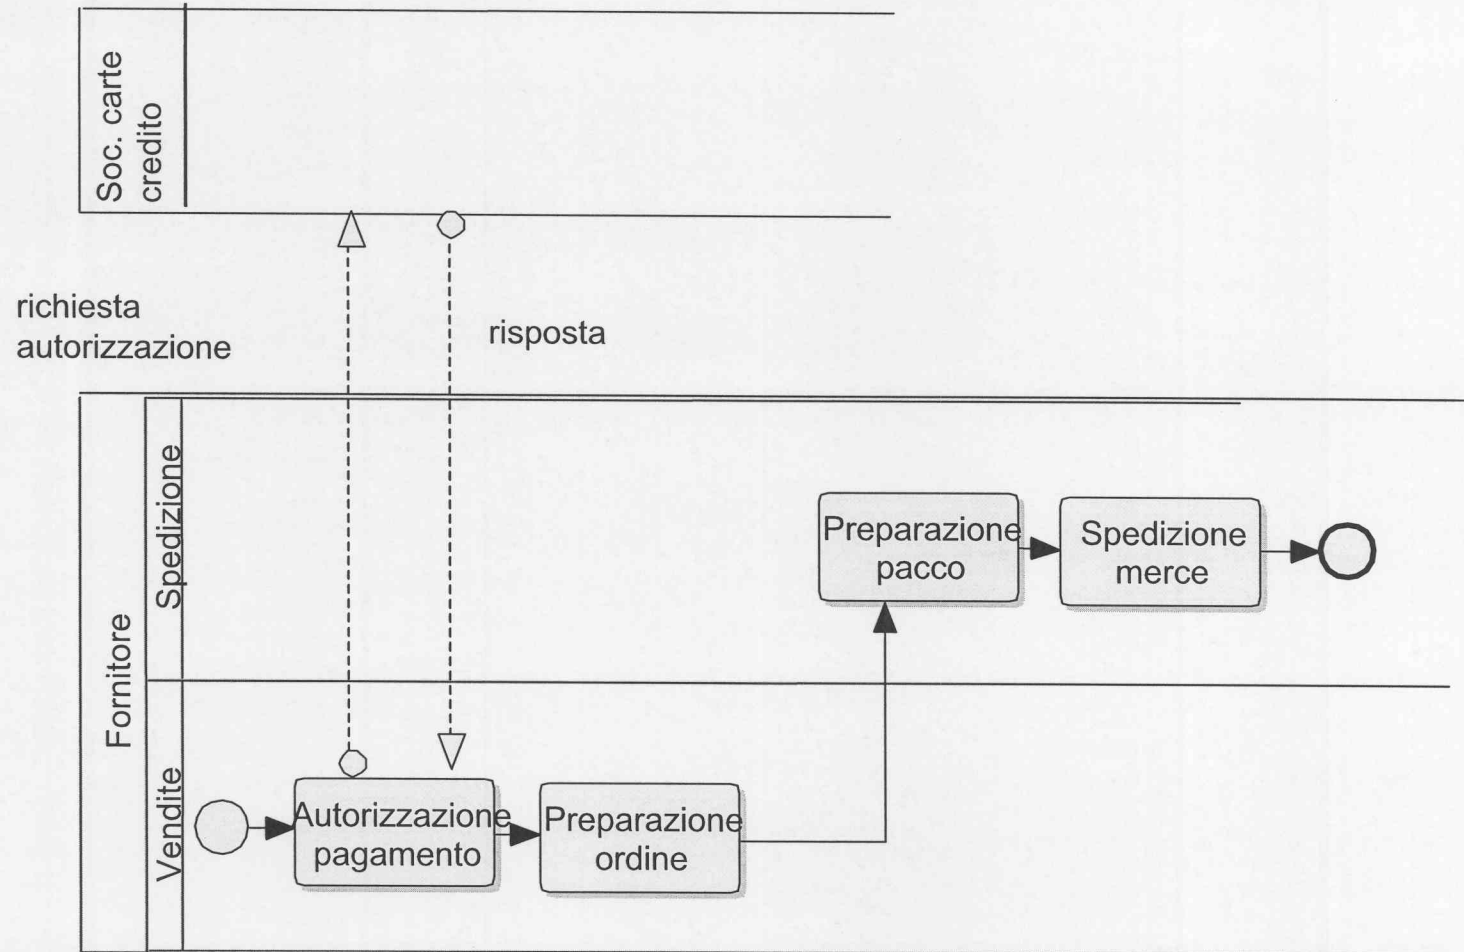 Soc. carte
credito
richiesta
autorizzazione
risposta
Fornitore
Spedizione
Preparazione
pacco
Spedizione
merce
Vendite
Autorizzazione
pagamento
Preparazione
ordine